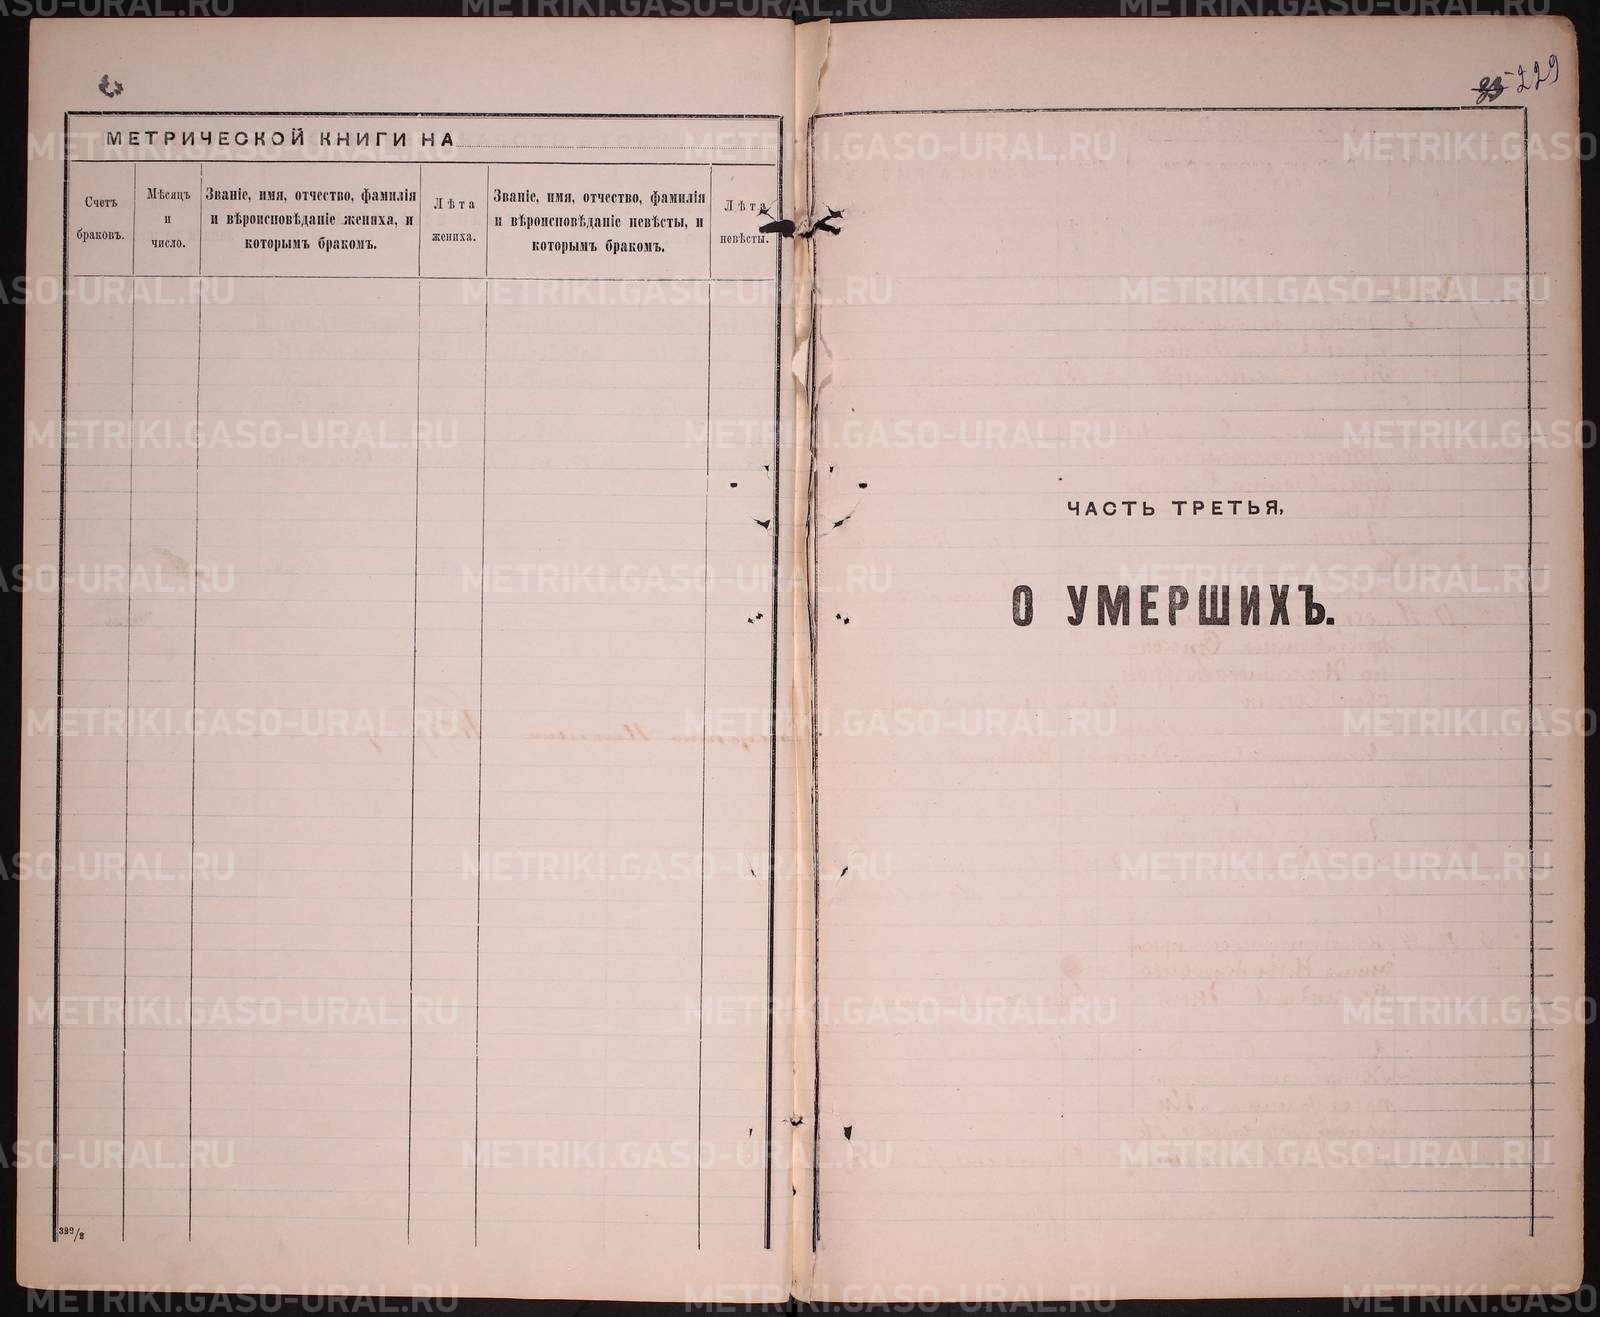 МЕТРИЧЕСКОЙ КНИГИ НА
Счетъ
браковъ.
Мѣсяцъ
и
число.
Званіе, имя, отчество, фамилія
и вѣроисповѣданіе жениха, и
которымъ бракомъ.
Лѣта
жениха.
Званіе, имя, отчество, фамилія
и вѣроисповѣданіе невѣсты, и
которымъ бракомъ.
Лѣта
невѣсты.
229
ЧАСТЬ ТРЕТЬЯ,
О УМЕРШИХЪ.
METRIKI.GASO-URAL.RU